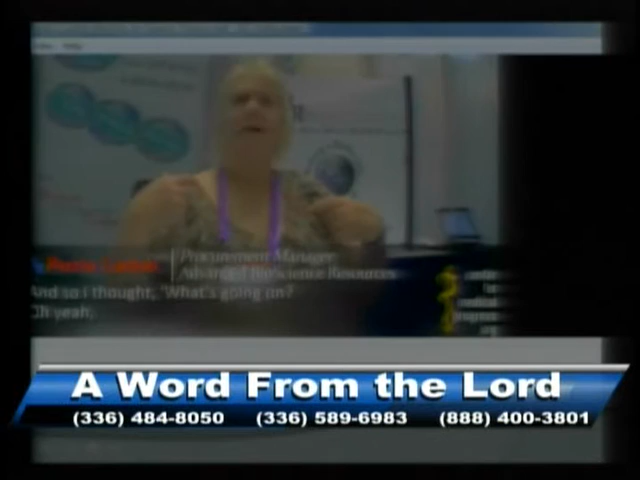 Procurement Manager
Advanced BioScience Resources
And so i thought, "What's going on?
Oh yeah,
A Word From the Lord
(336) 484-8050 (336) 589-6983 (888) 400-3801